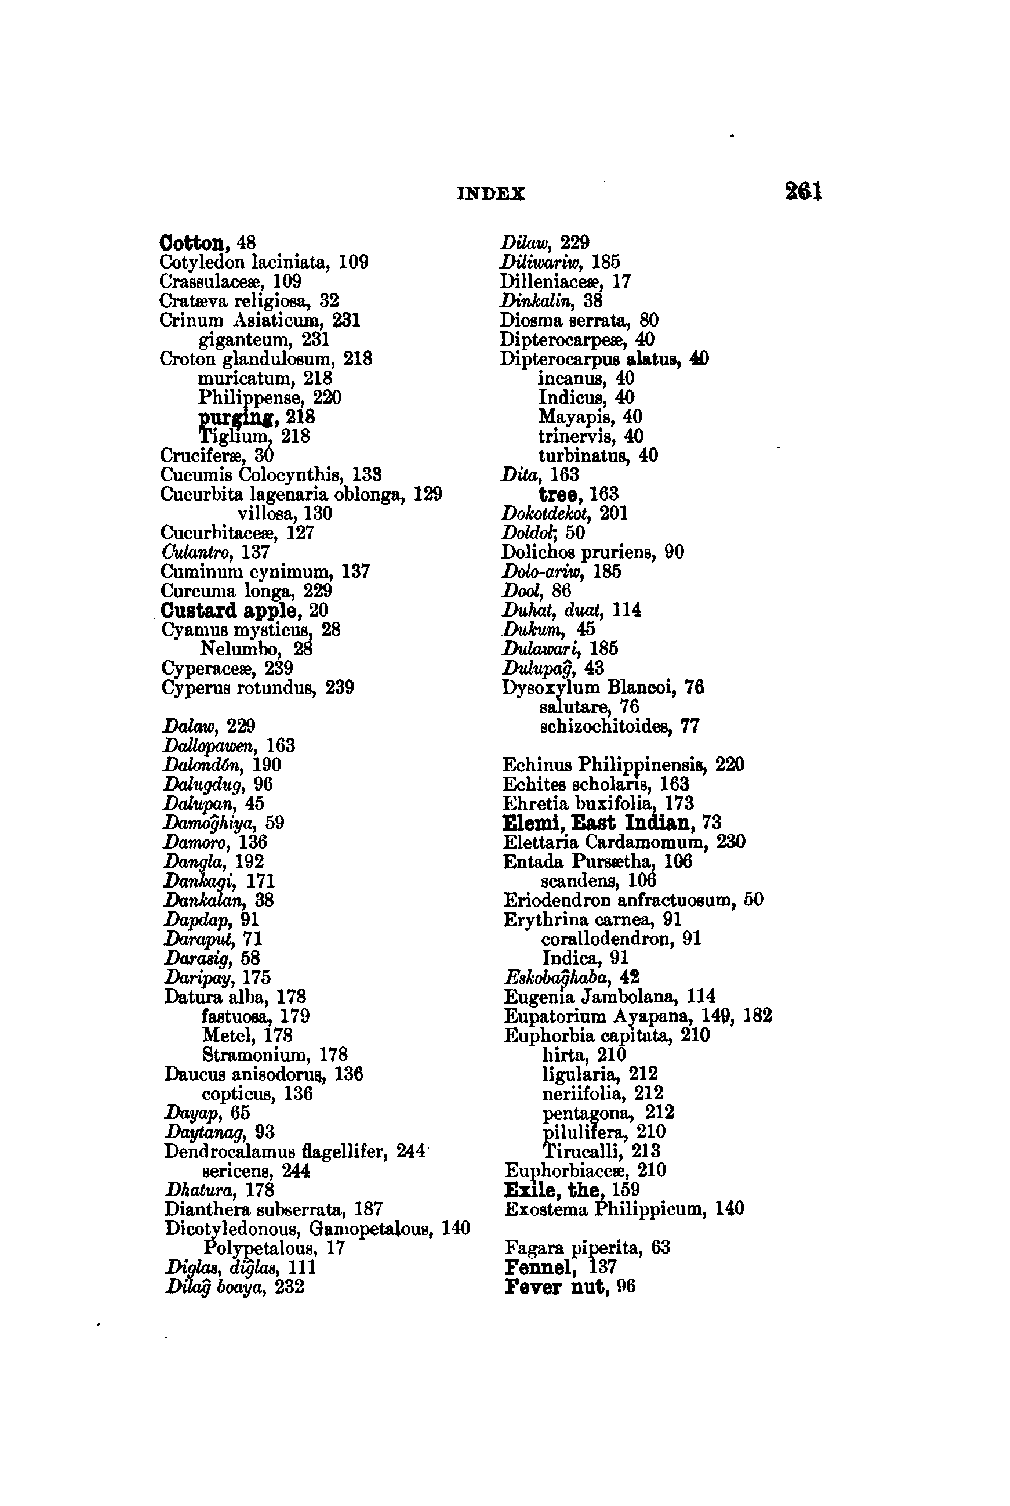 INDEX 261
Cotton, 48
Cotyledon laciniata, 109
Crassulaceæ, 109
Cratæva religiosa, 32
Crinum Asiaticum, 231
giganteum, 231
Croton glandulosum, 218
muricatum, 218
Philippense, 220
purging, 218
Tiglium, 218
Cruciferæ, 30
Cucumis Colocynthis, 133
Cucurbita lagenaria oblonga, 129
villosa, 130
Cucurbitaceæ, 127
Culantro, 137
Cuminum cynimum, 137
Curcuma longa, 229
Custard apple, 20
Cyamus mysticus, 28
Nelumbo, 28
Cyperaceæ, 239
Cyperus rotundus, 239
Dalaw, 229
Dallopawen, 163
Dalondón, 190
Dalugdug, 96
Dalupan, 45
Damog̃hiya, 59
Damoro, 136
Dangla, 192
Dankagi, 171
Dankalan, 38
Dapdap, 91
Daraput, 71
Darasig, 58
Daripay, 175
Datura alba, 178
fastuosa, 179
Metel, 178
Stramonium, 178
Daucus anisodorus, 136
copticus, 136
Dayap, 65
Daytanag, 93
Dendrocalamus flagellifer, 244
sericens, 244
Dhatura, 178
Dianthera subserrata, 187
Dicotyledonous, Gamopetalous, 140
Polypetalous, 17
Diglas, diĝlas, 111
Dilag̃ boaya, 232
Dilaw, 229
Diliwariw, 185
Dilleniaceæ, 17
Dinkalin, 38
Diosma serrata, 80
Dipterocarpeæ, 40
Dipterocarpus alatus, 40
incanus, 40
Indicus, 40
Mayapis, 40
trinervis, 40
turbinatus, 40
Dita, 163
tree, 163
Dokotdekot, 201
Doldol; 50
Dolichos pruriens, 90
Dolo-ariw, 185
Dool, 86
Duhat, duat, 114
Dukum, 45
Dulawari, 185
Dulupag̃, 43
Dysoxylum Blancoi, 76
salutare, 76
schizochitoides, 77
Echinus Philippinensis, 220
Echites scholaris, 163
Ehretia buxifolia, 173
Elemi, East Indian, 73
Elettaria Cardamomum, 230
Entada Pursætha, 106
scandens, 106
Eriodendron anfractuosum, 50
Erythrina carnea, 91
corallodendron, 91
Indica, 91
Eskobag̃haba, 42
Eugenia Jambolana, 114
Eupatorium Ayapana, 149, 182
Euphorbia capitata, 210
hirta, 210
ligularia, 212
neriifolia, 212
pentagona, 212
pilulifera, 210
Tirucalli, 213
Euphorbiaceæ, 210
Exile, the, 159
Exostema Philippicum, 140
Fagara piperita, 63
Fennel, 137
Fever nut, 96